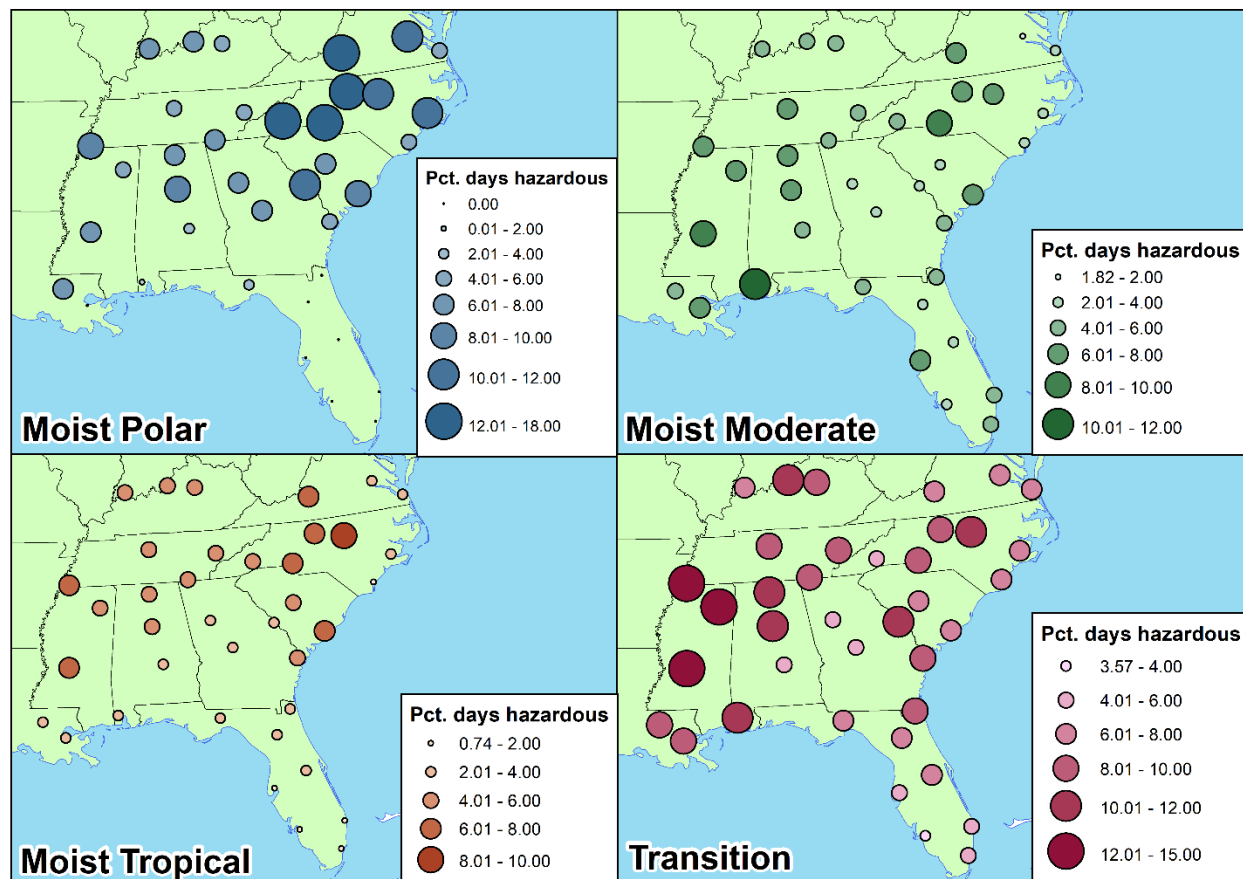 Pct. days hazardous
0.00
0.01 - 2.00
2.01 - 4.00
4.01 - 6.00
6.01 - 8.00
8.01 - 10.00
10.01 - 12.00
12.01 - 18.00
Moist Polar
Pct. days hazardous
1.82 - 2.00
2.01 - 4.00
4.01 - 6.00
6.01 - 8.00
8.01 - 10.00
10.01 - 12.00
Moist Moderate
Pct. days hazardous
0.74 - 2.00
2.01 - 4.00
4.01 - 6.00
6.01 - 8.00
8.01 - 10.00
Moist Tropical
Pct. days hazardous
3.57 - 4.00
4.01 - 6.00
6.01 - 8.00
8.01 - 10.00
10.01 - 12.00
12.01 - 15.00
Transition